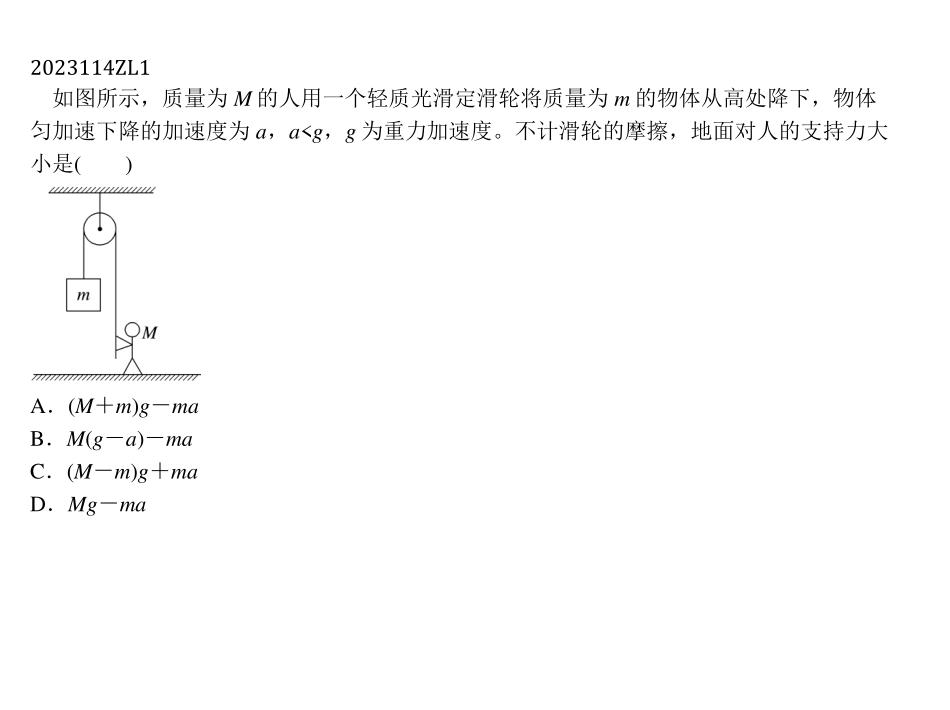 2023114ZL1
如图所示，质量为 M 的人用一个轻质光滑定滑轮将质量为 m 的物体从高处降下，物体
匀加速下降的加速度为 a，a<g，g 为重力加速度。不计滑轮的摩擦，地面对人的支持力大
小是(　　)
m
M
A．(M＋m)g－ma
B．M(g－a)－ma
C．(M－m)g＋ma
D．Mg－ma